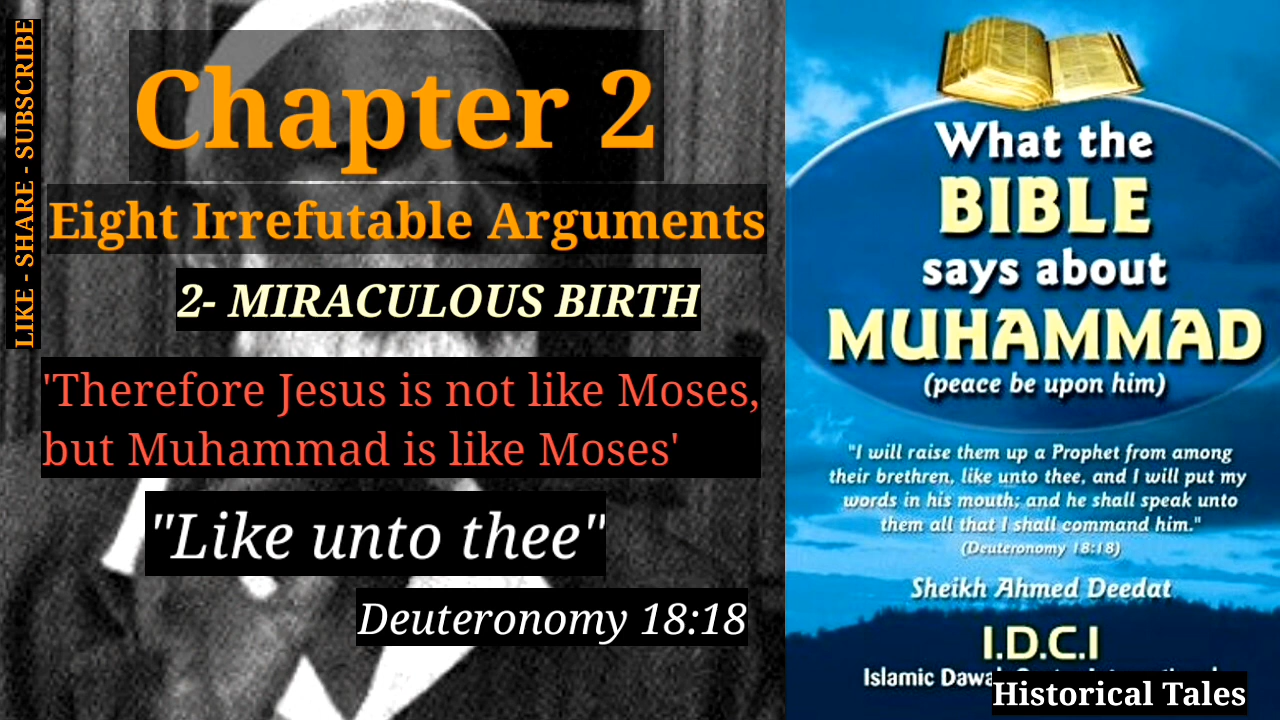 LIKE - SHARE - SUBSCRIBE
Chapter 2
Eight Irrefutable Arguments
2- MIRACULOUS BIRTH
'Therefore Jesus is not like Moses,
but Muhammad is like Moses'
"Like unto thee"
Deuteronomy 18:18
What the
BIBLE
says about
MUHAMMAD
(peace be upon him)
"I will raise them up a Prophet from among
their brethren, like unto thee, and I will put my
words in his mouth; and he shall speak unto
them all that I shall command him."
(Deuteronomy 18:18)
Sheikh Ahmed Deedat
I.D.C.I
Islamic
Historical Tales